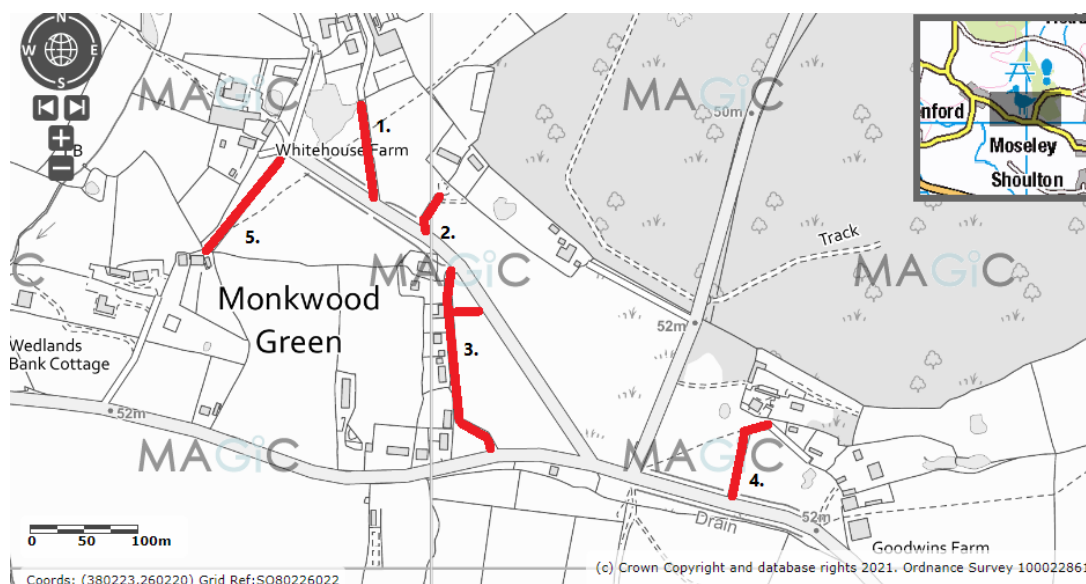 N
W
E
S
MAGiC
MAGiC
50m
enford
Moseley
Shoulton
1.
Whitehouse Farm
B
2.
5.
Track
C
MAGiC
MAGiC
Monkwood
Green
52m
3.
Wedlands
Bank Cottage
52m
MAGiC
MAGiC
4.
Drain
52m
0 50 100m
Goodwins Farm
(c) Crown Copyright and database rights 2021. Ordnance Survey 100022861
Coords: (380223,260220) Grid Ref:SO80226022